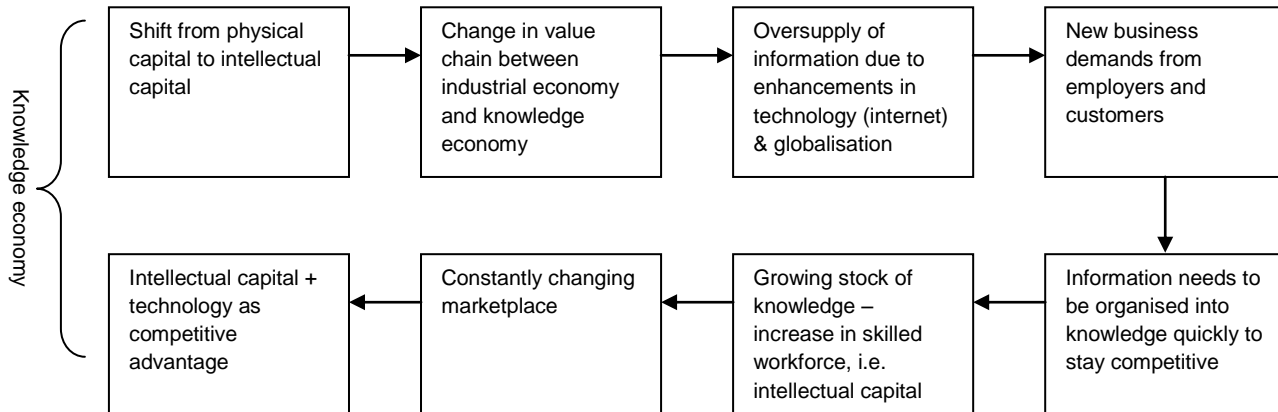 Knowledge economy
Shift from physical
capital to intellectual
capital
Change in value
chain between
industrial economy
and knowledge
economy
Oversupply of
information due to
enhancements in
technology (internet)
& globalisation
New business
demands from
employers and
customers
Information needs to
be organised into
knowledge quickly to
stay competitive
Growing stock of
knowledge –
increase in skilled
workforce, i.e.
intellectual capital
Constantly changing
marketplace
Intellectual capital +
technology as
competitive
advantage